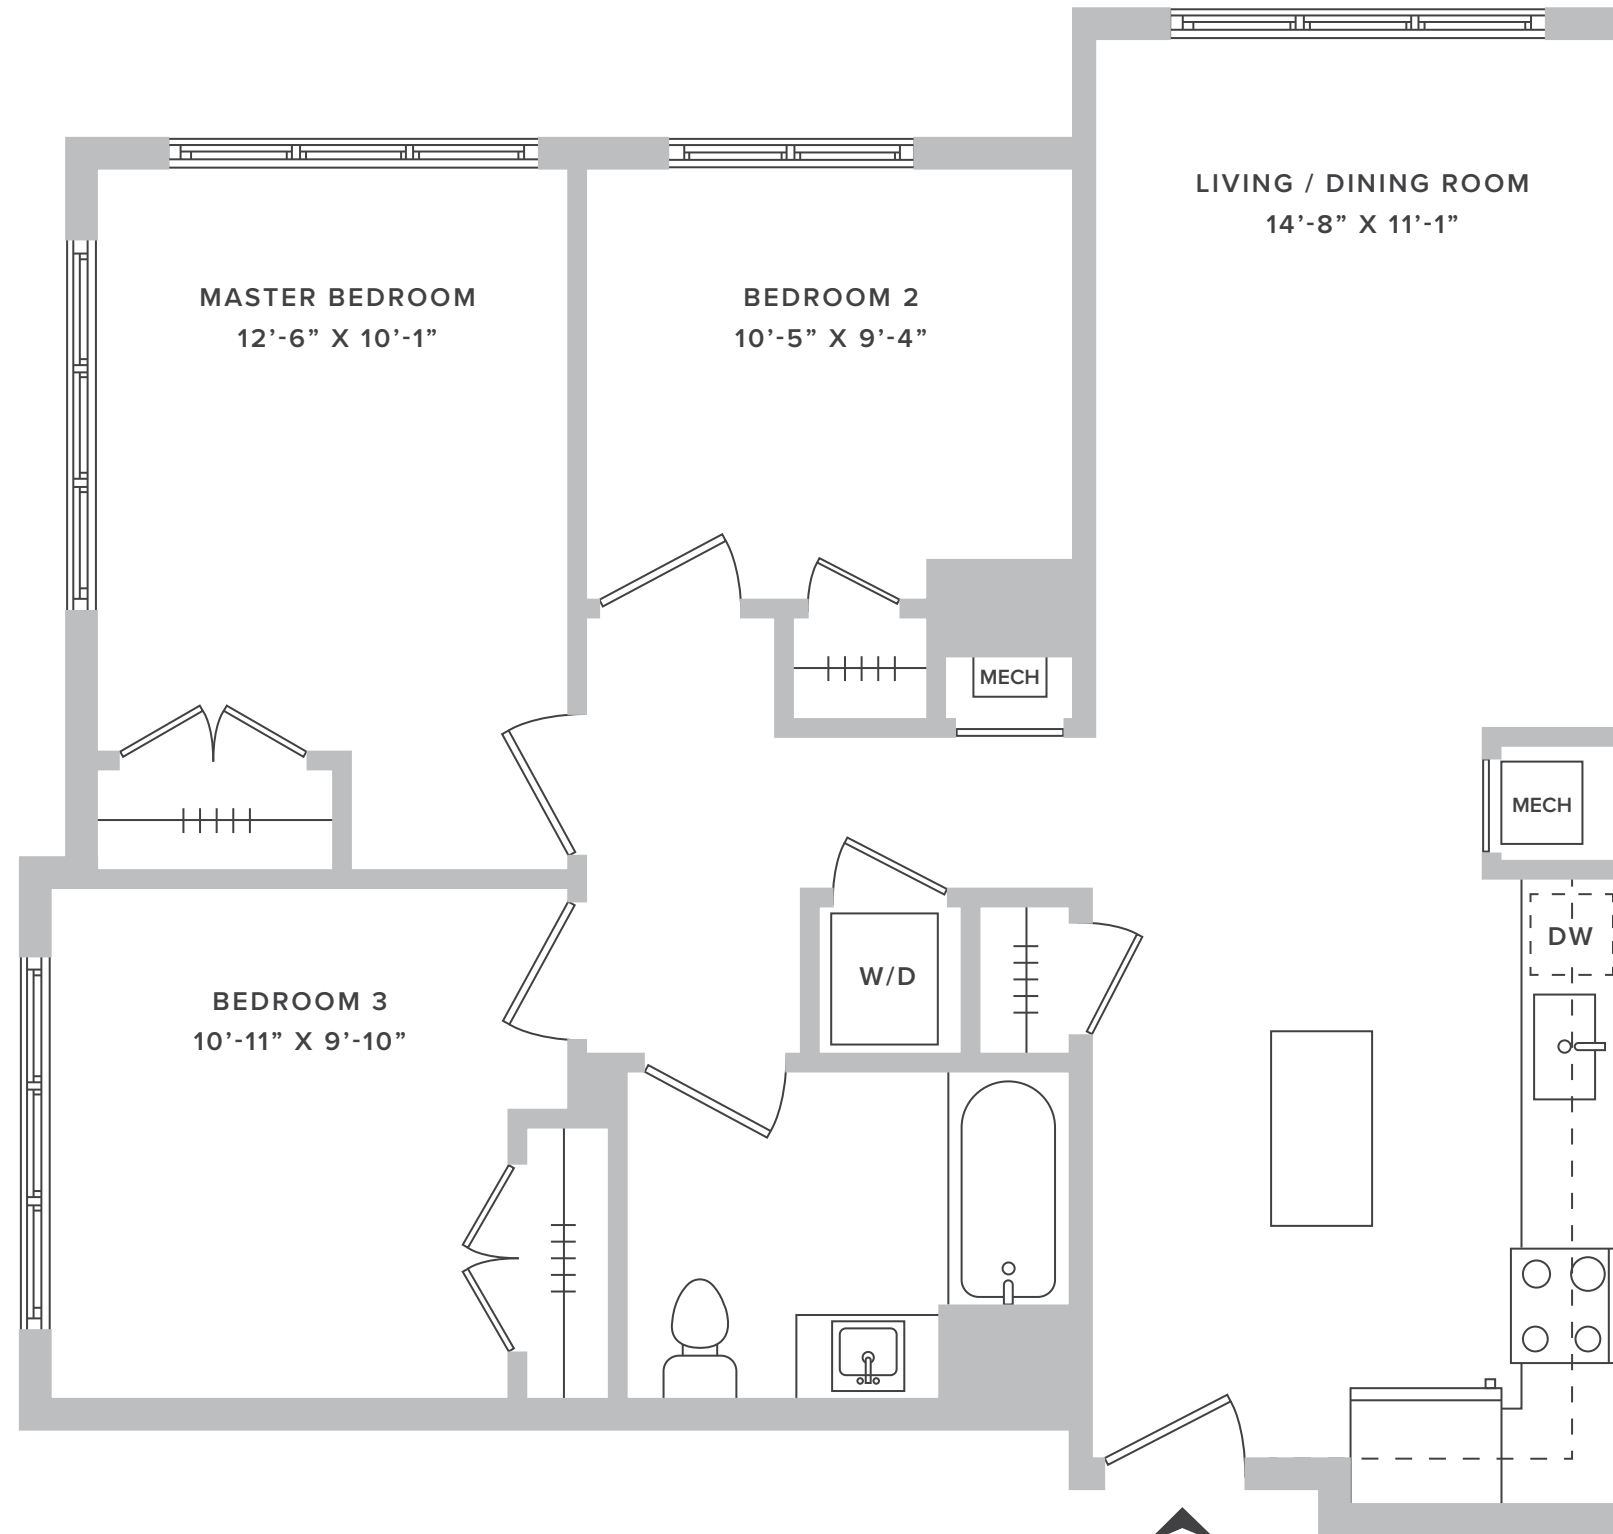 LIVING / DINING ROOM
14’-8” X 11’-1”
MASTER BEDROOM
12’-6” X 10’-1”
BEDROOM 2
10’-5” X 9’-4”
MECH
MECH
DW
W/D
BEDROOM 3
10’-11” X 9’-10”